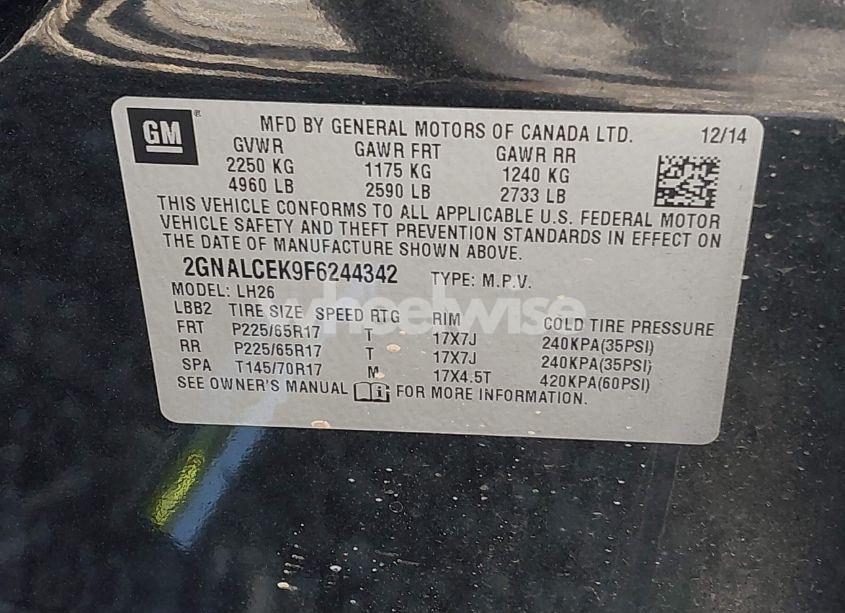 GM
MFD BY GENERAL MOTORS OF CANADA LTD. 12/14
GVWR GAWR FRT GAWR RR
2250 KG 1175 KG 1240 KG
4960 LB 2590 LB 2733 LB
THIS VEHICLE CONFORMS TO ALL APPLICABLE U.S. FEDERAL MOTOR
VEHICLE SAFETY AND THEFT PREVENTION STANDARDS IN EFFECT ON
THE DATE OF MANUFACTURE SHOWN ABOVE.
2GNALCEK9F6244342 TYPE: M.P.V.
MODEL: LH26
wheelwise
LBB2 TIRE SIZE SPEED RTG RIM COLD TIRE PRESSURE
FRT P225/65R17 T 17X7J 240KPA(35PSI)
RR P225/65R17 T 17X7J 240KPA(35PSI)
SPA T145/70R17 M 17X4.5T 420KPA(60PSI)
SEE OWNER'S MANUAL FOR MORE INFORMATION.